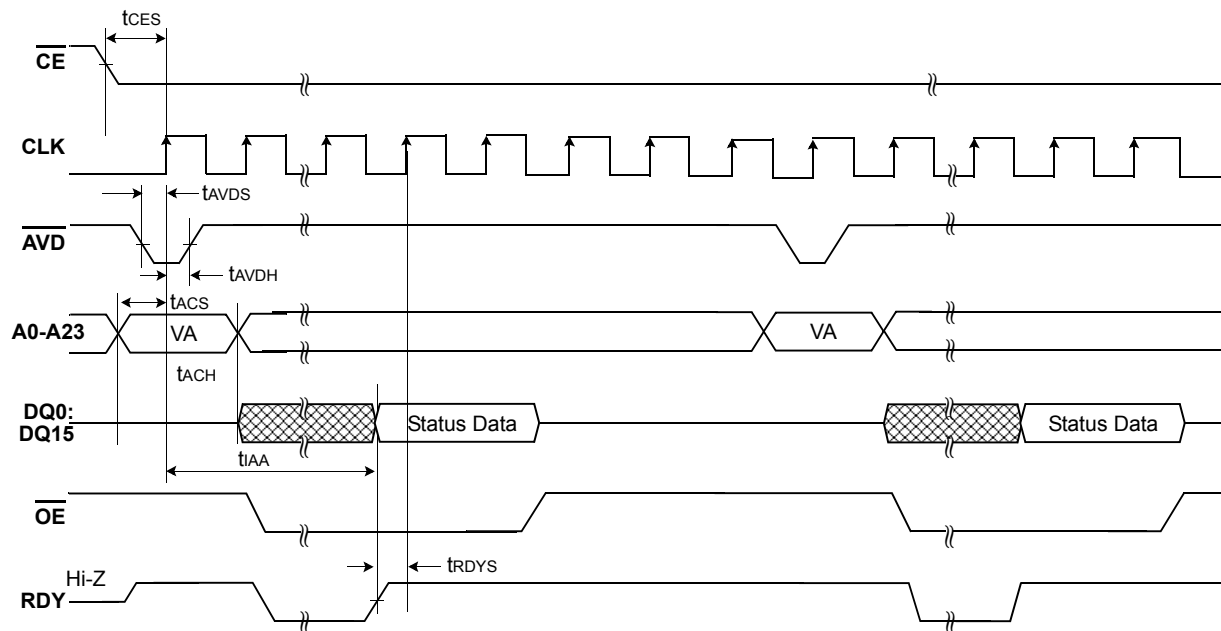 tCES
CE
CLK
tAVDS
AVD
tAVDH
tACS
A0-A23
VA
VA
tACH
DQ0:
DQ15
Status Data
Status Data
tIAA
OE
tRDYS
Hi-Z
RDY